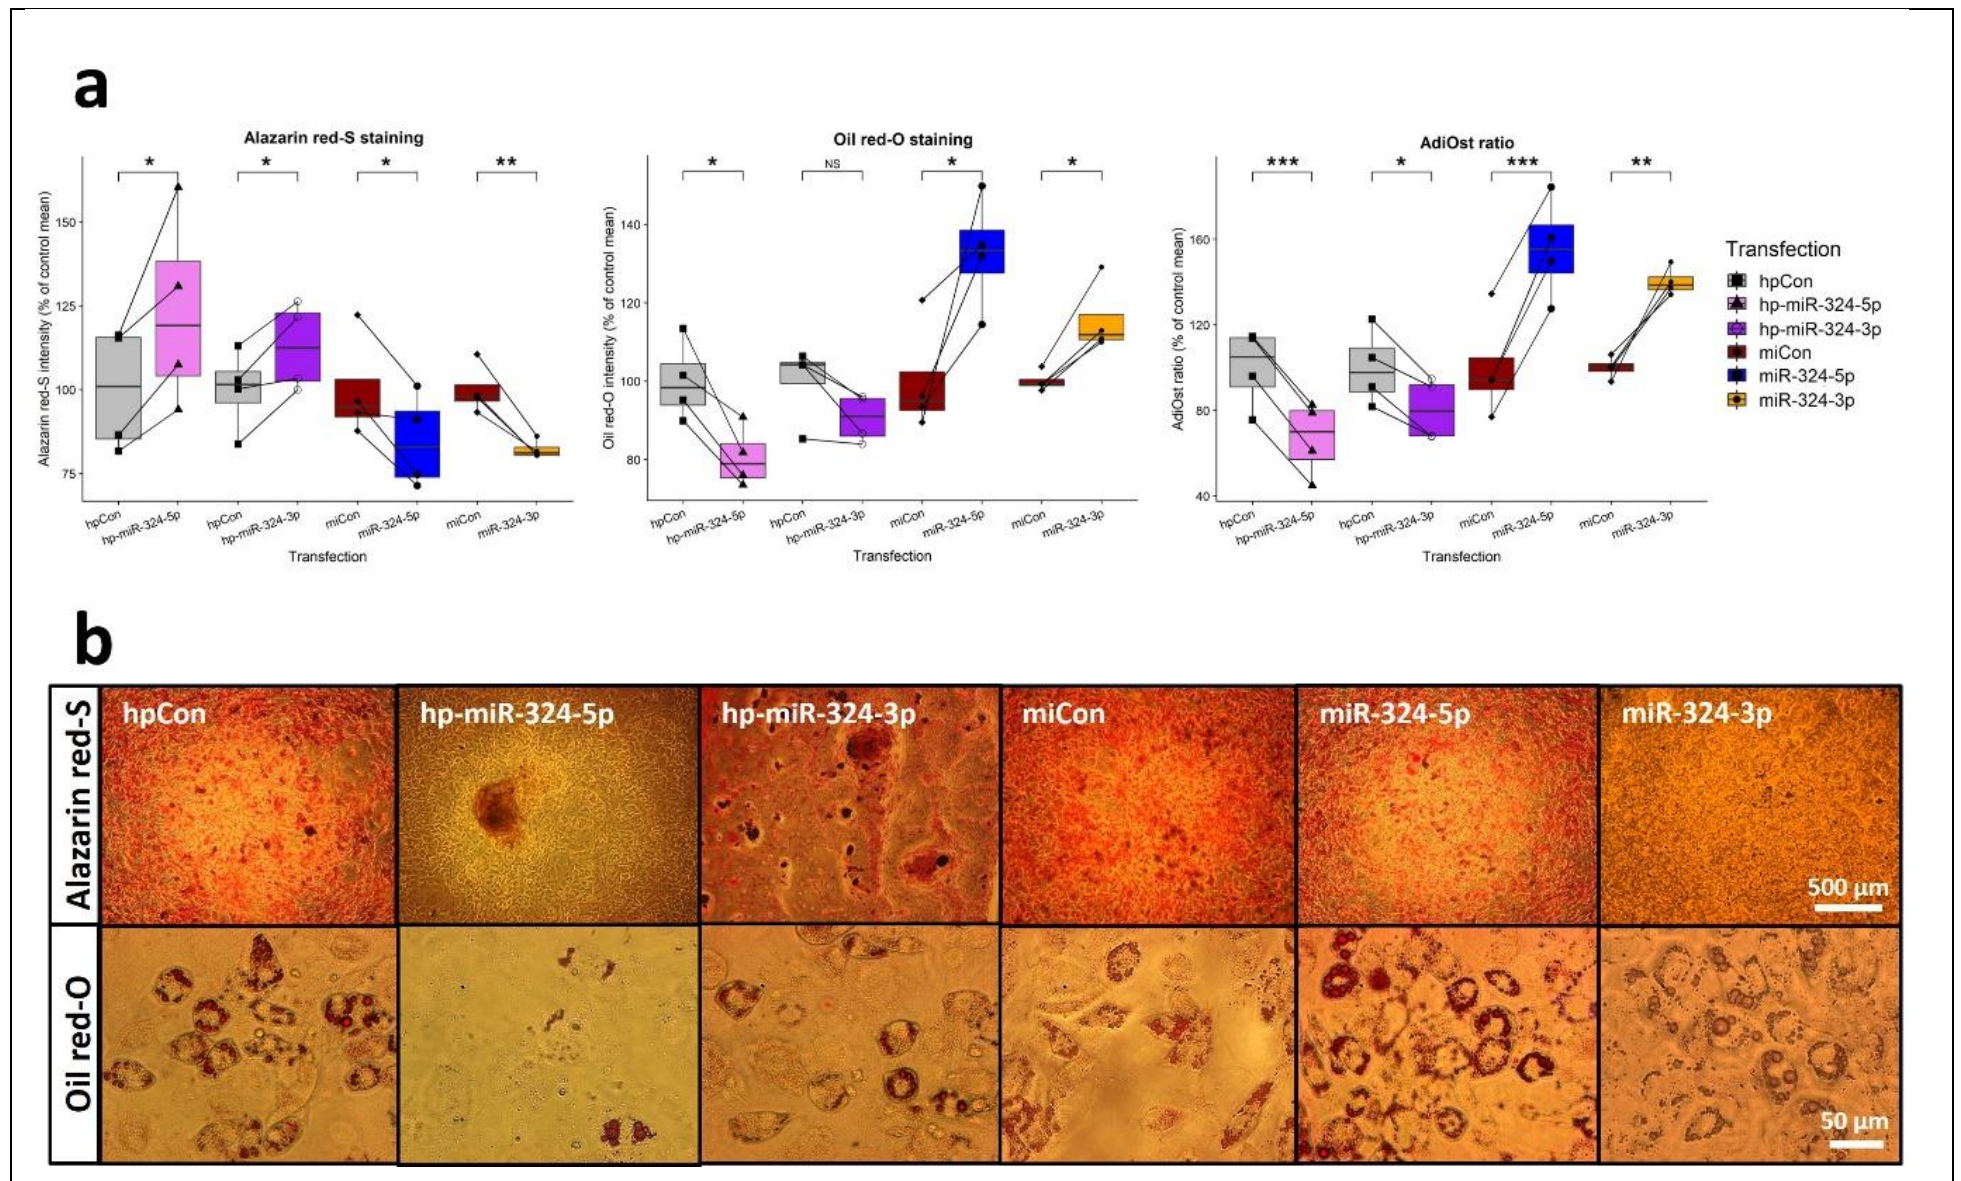 a
Alazarin red-S staining
Alazarin red-S intensity (% of control mean)
150
125
100
75
*
*
*
**
hpCon
hp-miR-324-5p
hpCon
hp-miR-324-3p
miCon
miR-324-5p
miCon
miR-324-3p
Transfection
Oil red-O staining
Oil red-O intensity (% of control mean)
140
120
100
80
*
NS
*
*
hpCon
hp-miR-324-5p
hpCon
hp-miR-324-3p
miCon
miR-324-5p
miCon
miR-324-3p
Transfection
AdiOst ratio
AdiOst ratio (% of control mean)
160
120
80
40
***
*
***
**
hpCon
hp-miR-324-5p
hpCon
hp-miR-324-3p
miCon
miR-324-5p
miCon
miR-324-3p
Transfection
Transfection
hpCon
hp-miR-324-5p
hp-miR-324-3p
miCon
miR-324-5p
miR-324-3p
b
Alazarin red-S
hpCon
hp-miR-324-5p
hp-miR-324-3p
miCon
miR-324-5p
miR-324-3p
500 µm
Oil red-O
50 µm